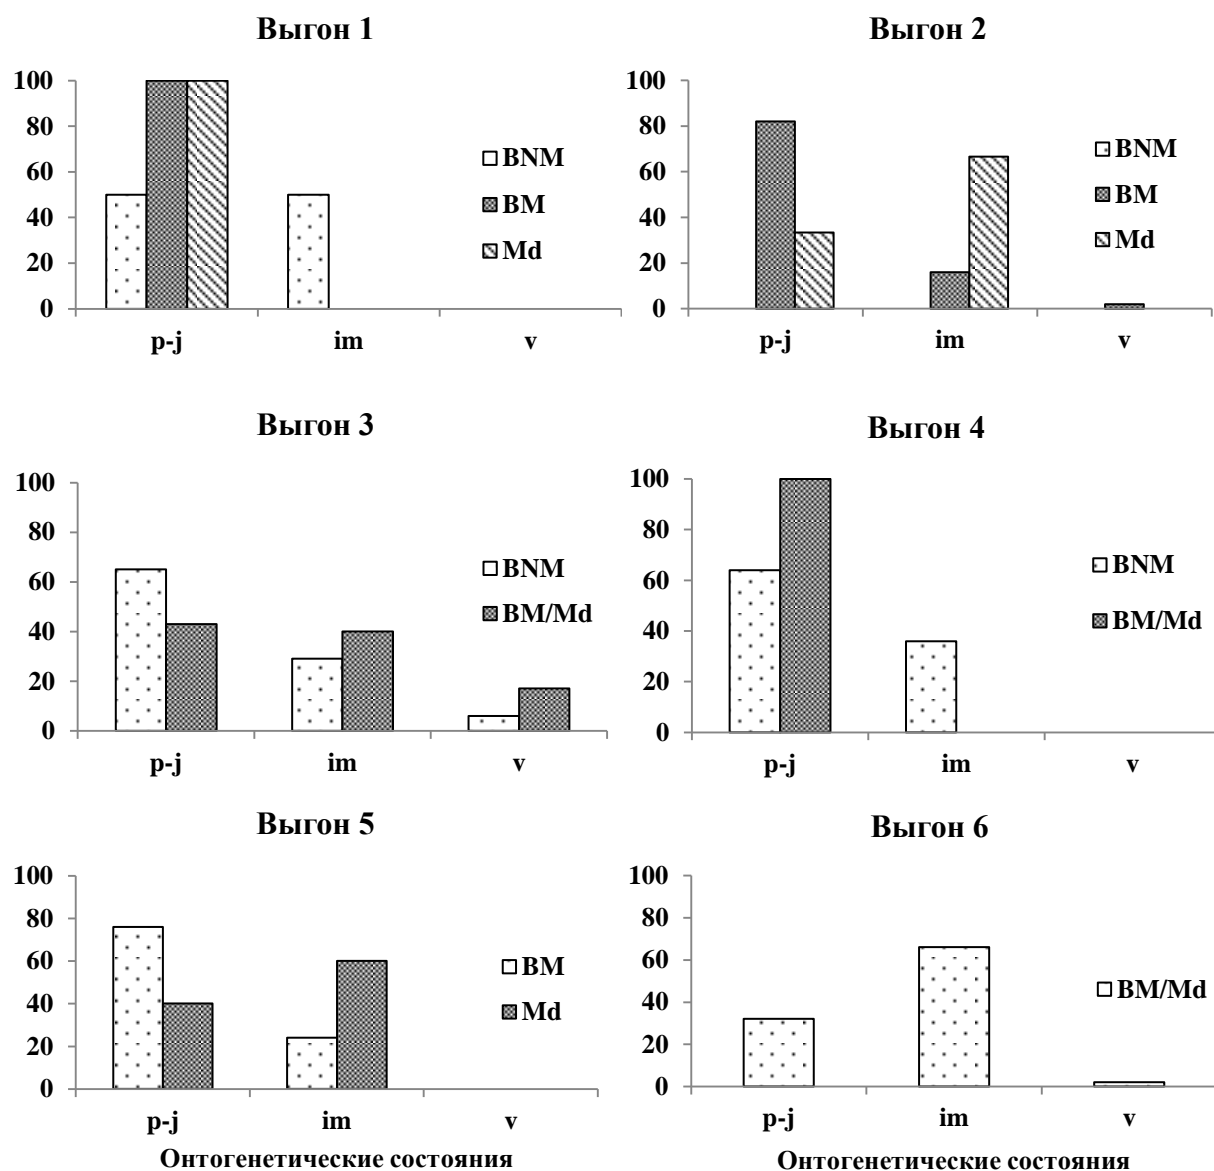 Выгон 1
100
80
60
40
20
0
p-j im v
BNM
BM
Md
Выгон 2
100
80
60
40
20
0
p-j im v
BNM
BM
Md
Выгон 3
100
80
60
40
20
0
p-j im v
BNM
BM/Md
Выгон 4
100
80
60
40
20
0
p-j im v
BNM
BM/Md
Выгон 5
100
80
60
40
20
0
p-j im v
BM
Md
Онтогенетические состояния
Выгон 6
100
80
60
40
20
0
p-j im v
BM/Md
Онтогенетические состояния